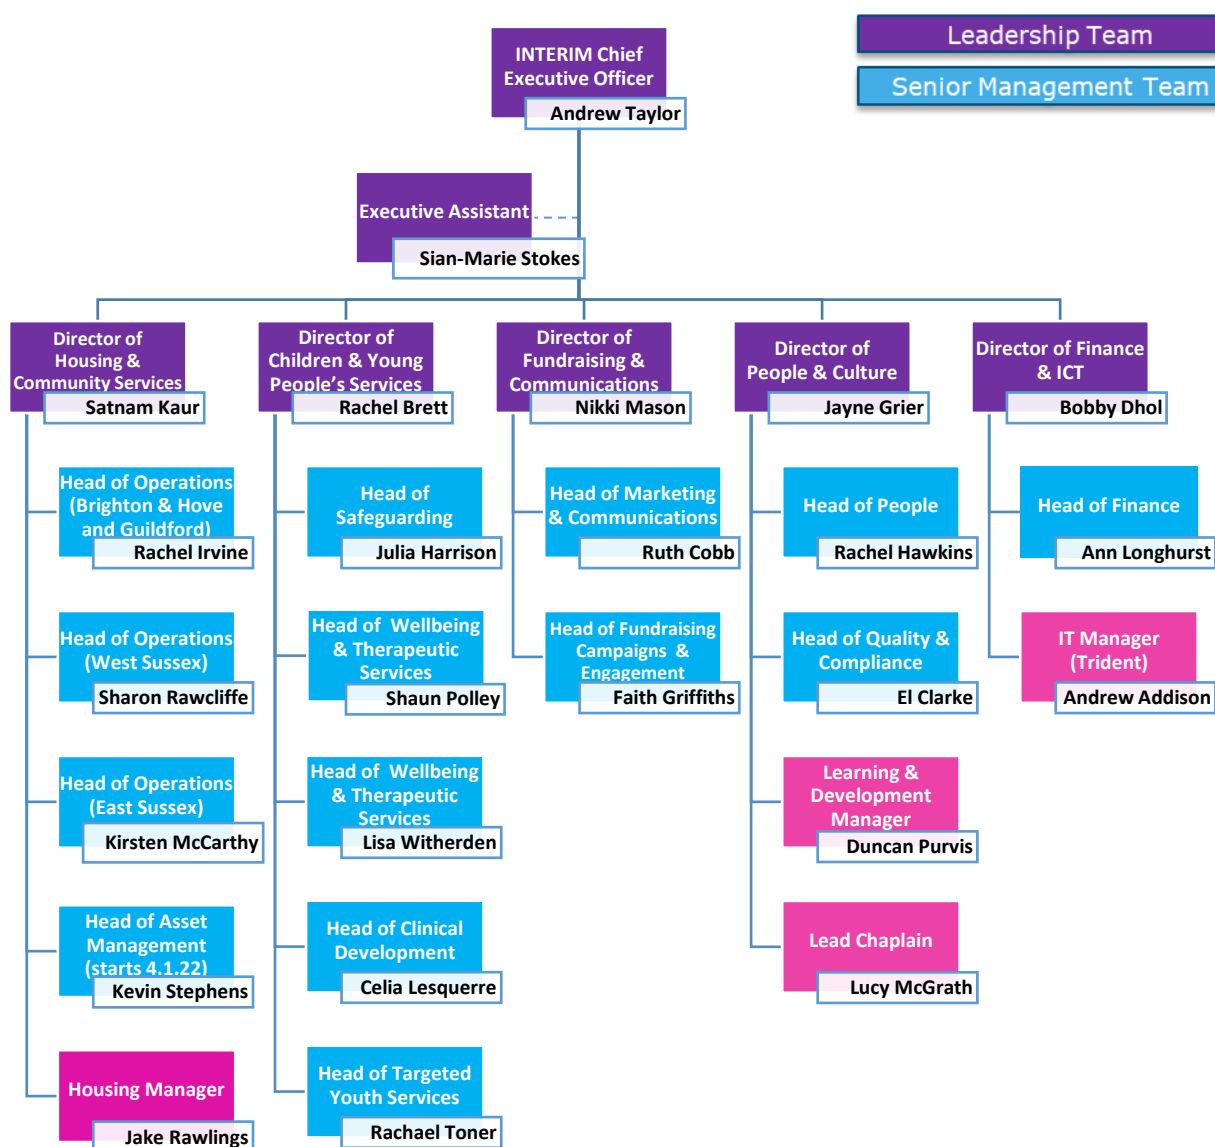 Leadership Team
Senior Management Team
INTERIM Chief
Executive Officer
Andrew Taylor
Executive Assistant
Sian-Marie Stokes
Director of
Housing &
Community Services
Satnam Kaur
Director of
Children & Young
People’s Services
Rachel Brett
Director of
Fundraising &
Communications
Nikki Mason
Director of
People & Culture
Jayne Grier
Director of Finance
& ICT
Bobby Dhol
Head of Operations
(Brighton & Hove
and Guildford)
Rachel Irvine
Head of
Safeguarding
Julia Harrison
Head of Marketing
& Communications
Ruth Cobb
Head of People
Rachel Hawkins
Head of Finance
Ann Longhurst
Head of Operations
(West Sussex)
Sharon Rawcliffe
Head of Wellbeing
& Therapeutic
Services
Shaun Polley
Head of Fundraising
Campaigns &
Engagement
Faith Griffiths
Head of Quality &
Compliance
El Clarke
IT Manager
(Trident)
Andrew Addison
Head of Operations
(East Sussex)
Kirsten McCarthy
Head of Wellbeing
& Therapeutic
Services
Lisa Witherden
Learning &
Development
Manager
Duncan Purvis
Head of Asset
Management
(starts 4.1.22)
Kevin Stephens
Head of Clinical
Development
Celia Lesquerre
Lead Chaplain
Lucy McGrath
Housing Manager
Jake Rawlings
Head of Targeted
Youth Services
Rachael Toner